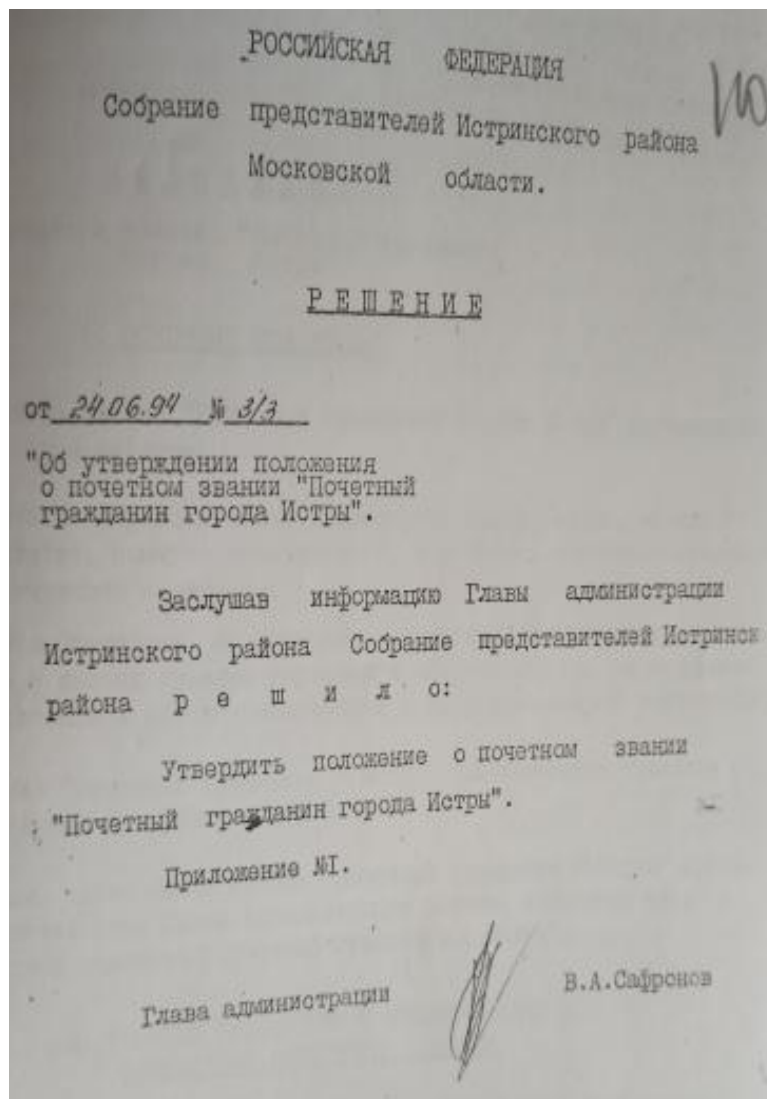 РОССИЙСКАЯ ФЕДЕРАЦИЯ
110
Собрание представителей Истринского района
Московской области.
РЕШЕНИЕ
от 24.06.94 № 3/3
"Об утверждении положения
о почетном звании "Почетный
гражданин города Истры".
Заслушав информацию Главы администрации
Истринского района Собрание представителей Истринск
района р е ш и л о:
Утвердить положение о почетном звании
"Почетный гражданин города Истры".
Приложение №I.
Глава администрации В.А.Сафронов